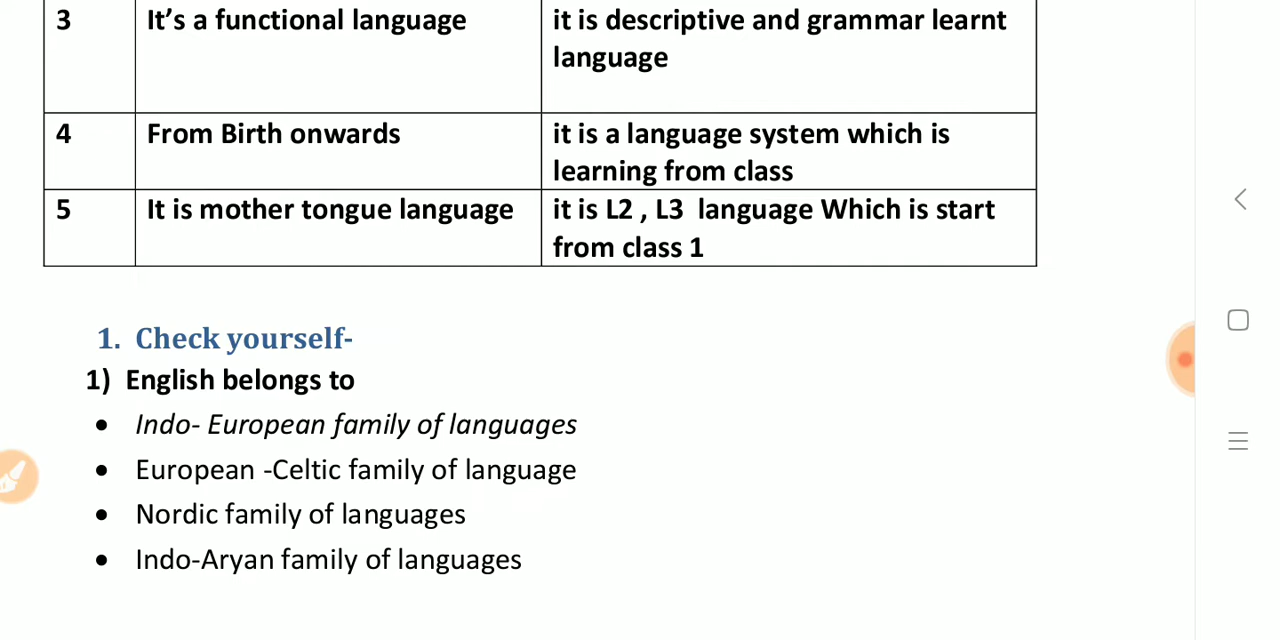 3 It’s a functional language it is descriptive and grammar learnt
language
4 From Birth onwards it is a language system which is
learning from class
5 It is mother tongue language it is L2 , L3 language Which is start
from class 1
1. Check yourself-
1) English belongs to
• Indo- European family of languages
• European -Celtic family of language
• Nordic family of languages
• Indo-Aryan family of languages